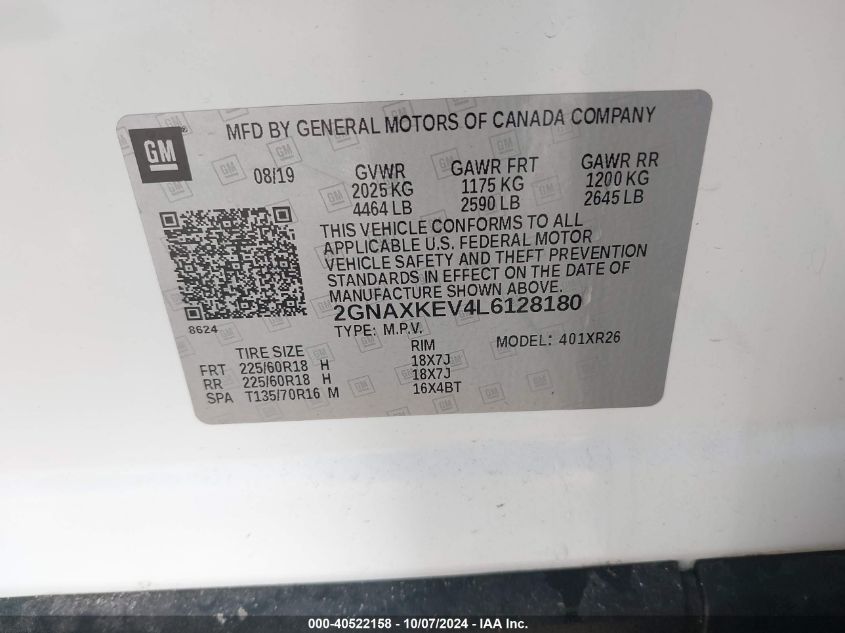 GM
MFD BY GENERAL MOTORS OF CANADA COMPANY
08/19 GVWR GAWR FRT GAWR RR
2025 KG 1175 KG 1200 KG
4464 LB 2590 LB 2645 LB
THIS VEHICLE CONFORMS TO ALL
APPLICABLE U.S. FEDERAL MOTOR
VEHICLE SAFETY AND THEFT PREVENTION
STANDARDS IN EFFECT ON THE DATE OF
MANUFACTURE SHOWN ABOVE.
8624
2GNAXKEV4L6128180
TYPE: M.P.V. MODEL: 401XR26
TIRE SIZE RIM
FRT 225/60R18 H 18X7J
RR 225/60R18 H 18X7J
SPA T135/70R16 M 16X4BT
000-40522158 - 10/07/2024 - IAA Inc.